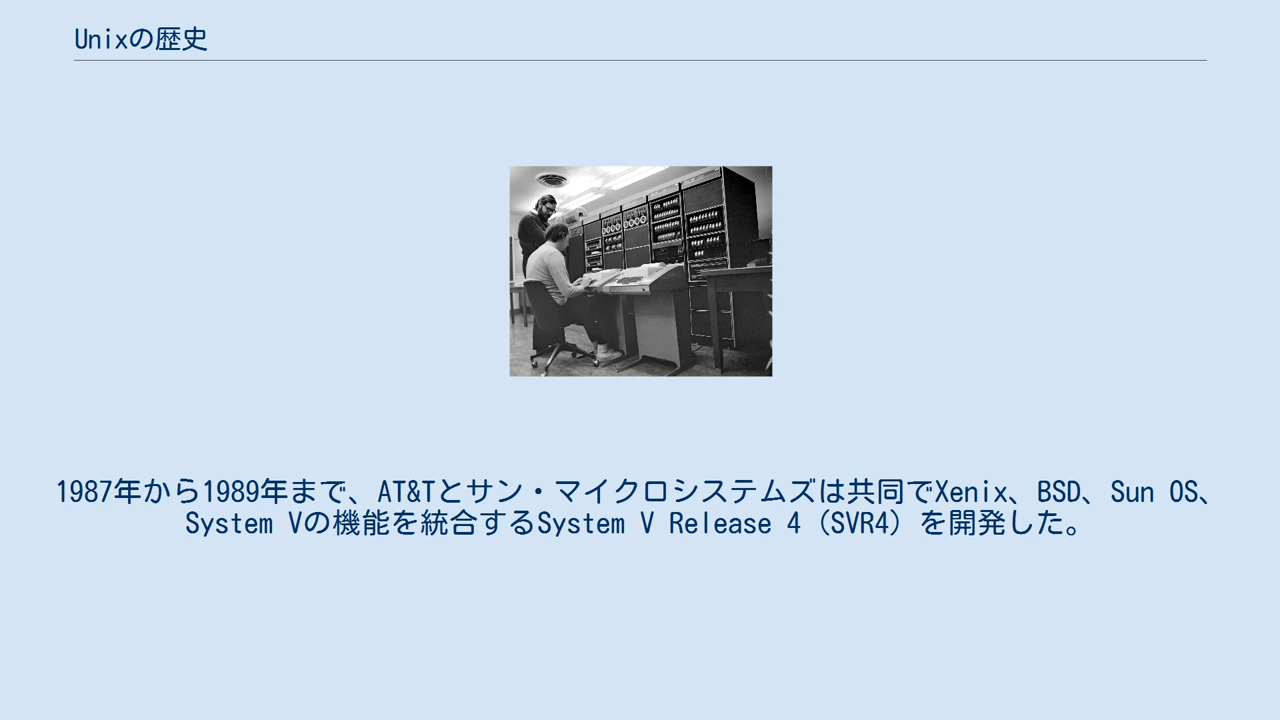 Unixの歴史
1987年から1989年まで、AT&Tとサン・マイクロシステムズは共同でXenix、BSD、Sun OS、
System Vの機能を統合するSystem V Release 4（SVR4）を開発した。